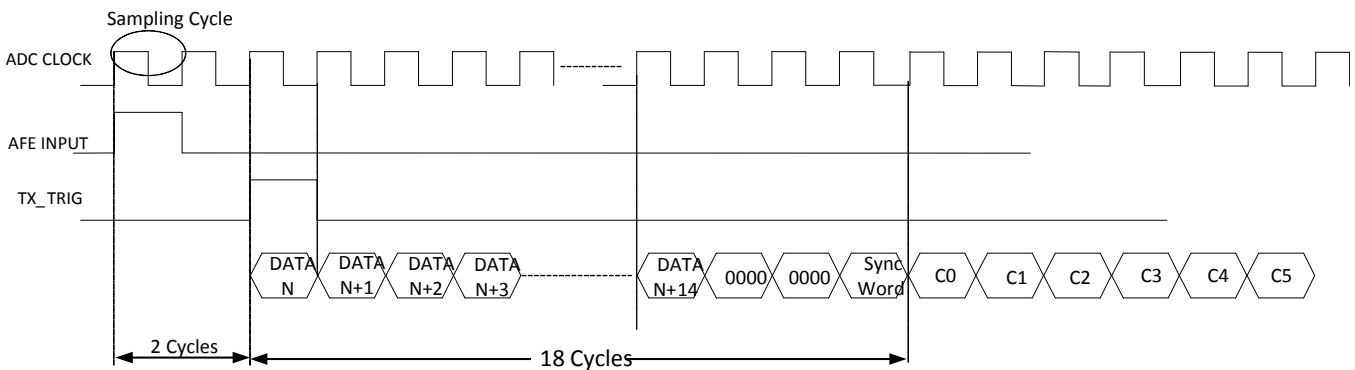 Sampling Cycle
ADC CLOCK
AFE INPUT
TX_TRIG
DATA N
DATA N+1
DATA N+2
DATA N+3
DATA N+14
0000
0000
Sync Word
C0
C1
C2
C3
C4
C5
2 Cycles
18 Cycles